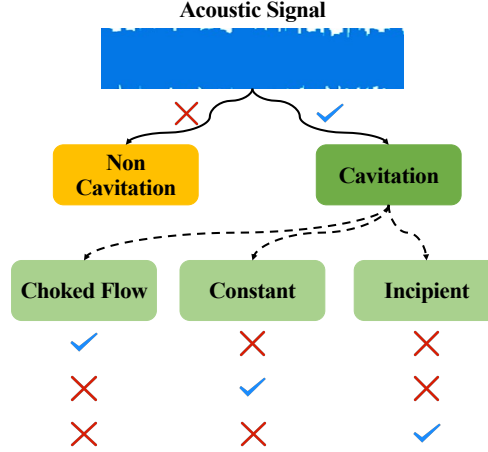 Acoustic Signal
Non
Cavitation
Cavitation
Choked Flow
Constant
Incipient